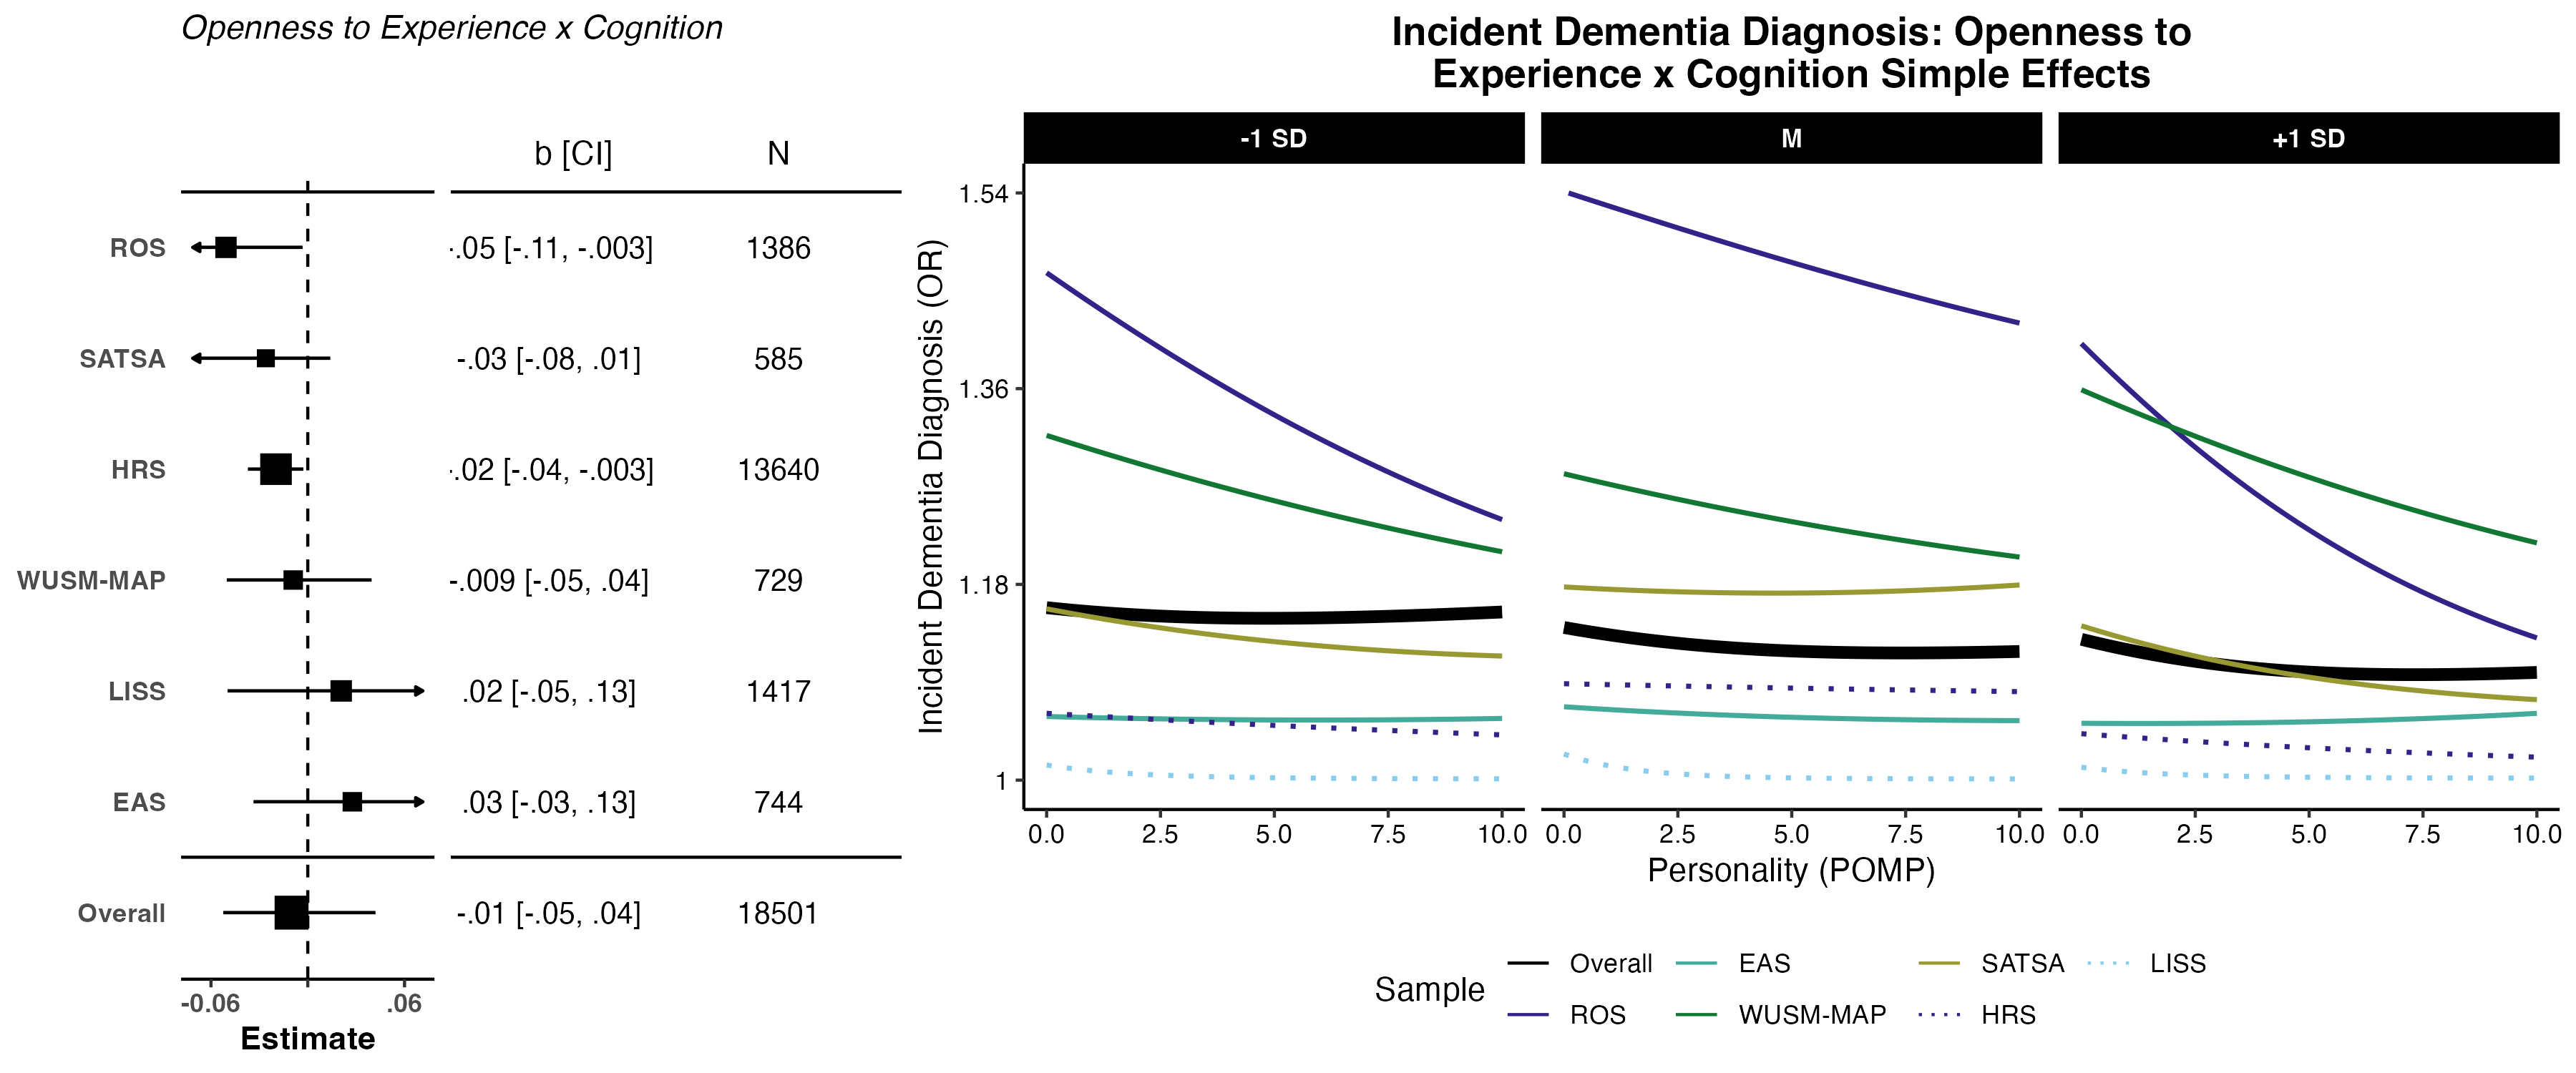 Openness to Experience x Cognition
b [CI] N
ROS -.05 [-.11, -.003] 1386
SATSA -.03 [-.08, .01] 585
HRS -.02 [-.04, -.003] 13640
WUSM-MAP -.009 [-.05, .04] 729
LISS .02 [-.05, .13] 1417
EAS .03 [-.03, .13] 744
Overall -.01 [-.05, .04] 18501
-0.06 .06
Estimate
Incident Dementia Diagnosis: Openness to
Experience x Cognition Simple Effects
-1 SD M +1 SD
Incident Dementia Diagnosis (OR)
1.54
1.36
1.18
1
0.0 2.5 5.0 7.5 10.0 0.0 2.5 5.0 7.5 10.0 0.0 2.5 5.0 7.5 10.0
Personality (POMP)
Sample
Overall EAS SATSA LISS
ROS WUSM-MAP HRS